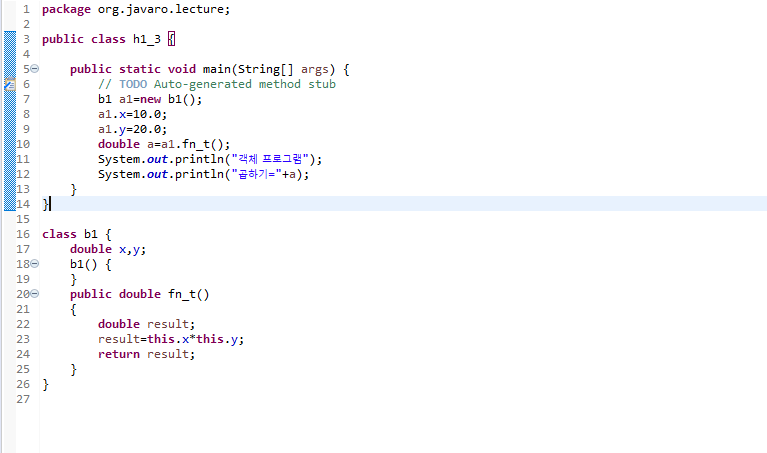 1 package org.javaro.lecture;
2
3 public class h1_3 {
4
5     public static void main(String[] args) {
6         // TODO Auto-generated method stub
7         b1 a1=new b1();
8         a1.x=10.0;
9         a1.y=20.0;
10         double a=a1.fn_t();
11         System.out.println("객체 프로그램");
12         System.out.println("곱하기="+a);
13     }
14 }
15
16 class b1 {
17     double x,y;
18     b1() {
19     }
20     public double fn_t()
21     {
22         double result;
23         result=this.x*this.y;
24         return result;
25     }
26 }
27